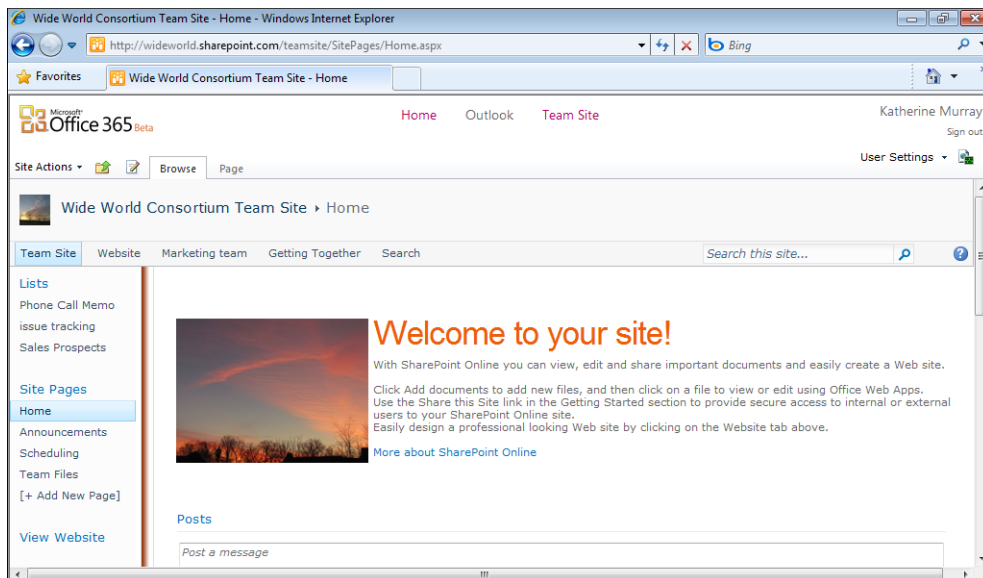 Wide World Consortium Team Site - Home - Windows Internet Explorer
http://wideworld.sharepoint.com/teamsite/SitePages/Home.aspx
Bing
Favorites
Wide World Consortium Team Site - Home
Microsoft®
Office 365 Beta
Home Outlook Team Site
Katherine Murray
Sign out
Site Actions
Browse Page
User Settings
Wide World Consortium Team Site Home
Team Site Website Marketing team Getting Together Search
Search this site...
Lists
Phone Call Memo
issue tracking
Sales Prospects
Site Pages
Home
Announcements
Scheduling
Team Files
[+ Add New Page]
View Website
Welcome to your site!
With SharePoint Online you can view, edit and share important documents and easily create a Web site.
Click Add documents to add new files, and then click on a file to view or edit using Office Web Apps.
Use the Share this Site link in the Getting Started section to provide secure access to internal or external
users to your SharePoint Online site.
Easily design a professional looking Web site by clicking on the Website tab above.
More about SharePoint Online
Posts
Post a message